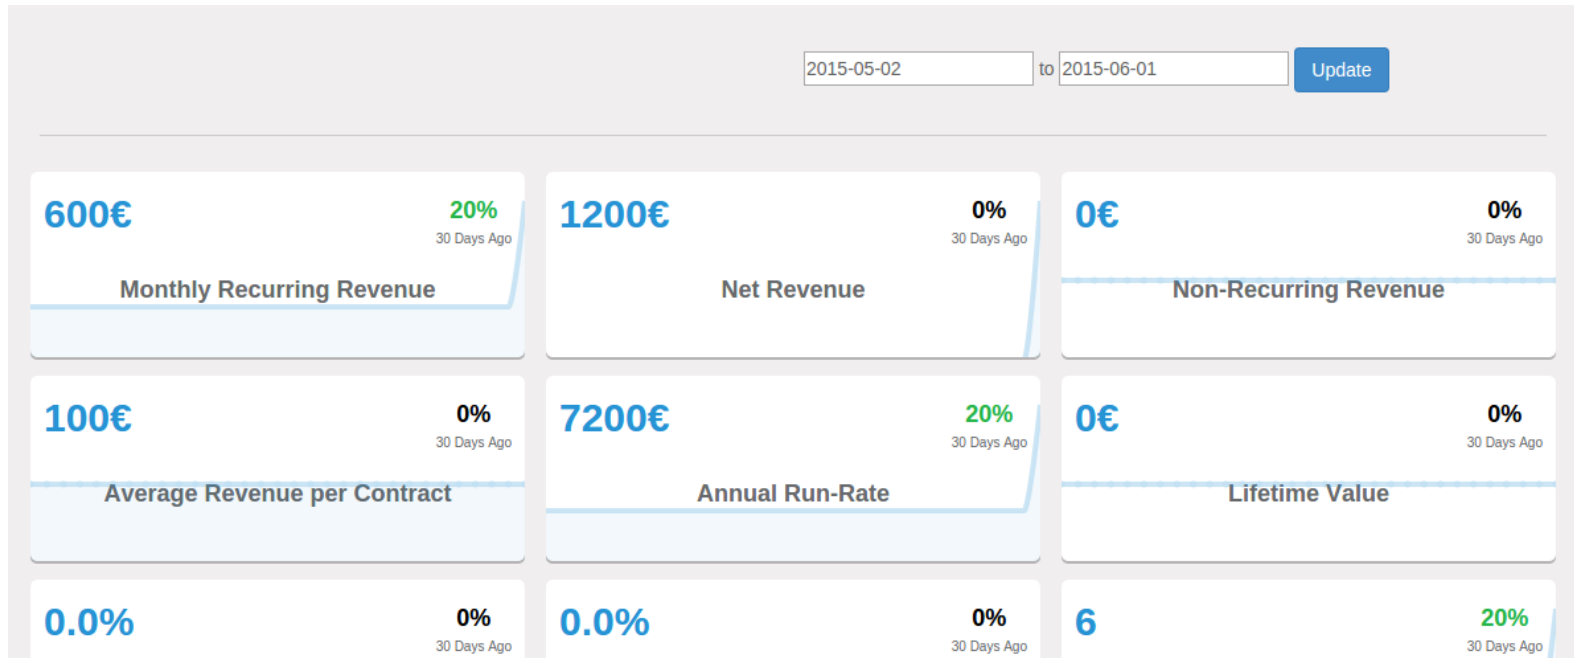 2015-05-02 to 2015-06-01 Update
600€ 20%
30 Days Ago
Monthly Recurring Revenue
1200€ 0%
30 Days Ago
Net Revenue
0€ 0%
30 Days Ago
Non-Recurring Revenue
100€ 0%
30 Days Ago
Average Revenue per Contract
7200€ 20%
30 Days Ago
Annual Run-Rate
0€ 0%
30 Days Ago
Lifetime Value
0.0% 0%
30 Days Ago
0.0% 0%
30 Days Ago
6 20%
30 Days Ago